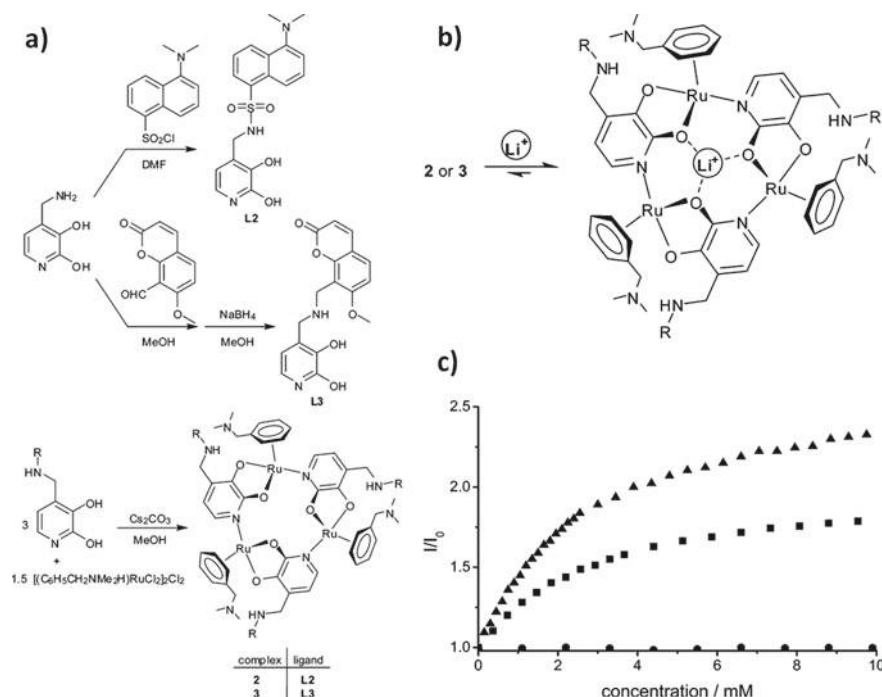 a)
N
SO2Cl
DMF
N
O=S=O
NH
OH
N
OH
L2
NH2
OH
N
OH
O
O
CHO
O
MeOH
NaBH4
MeOH
O
O
NH
O
OH
N
OH
L3
R
HN
3
OH
N
OH
+
1.5 [(C6H5CH2NMe2H)RuCl2]2Cl2
Cs2CO3
MeOH
R
NH
N
O
Ru
N
O
O
O
HN-R
N
Ru
O
O
Ru
N
N
O
N
HN
R
complex ligand
2 L2
3 L3
b)
2 or 3
Li+
R
NH
N
O
Ru
N
O
HN
R
Li+
O
O
N
N
Ru
O
Ru
O
N
N
HN
R
c)
I/I0
2.5
2.0
1.5
1.0
0 2 4 6 8 10
concentration / mM